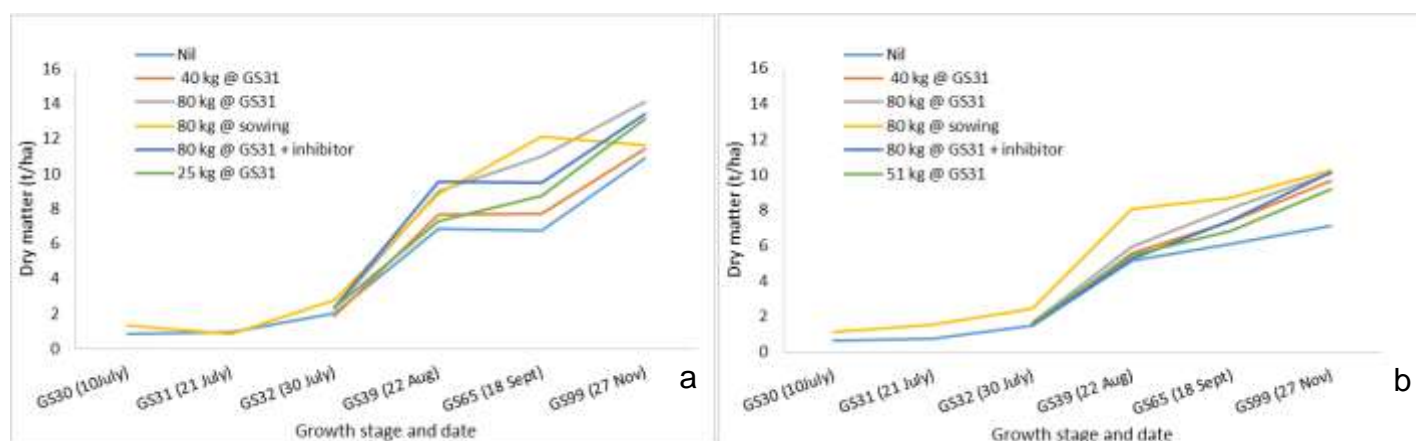 Nil
40 kg @ GS31
80 kg @ GS31
80 kg @ sowing
80 kg @ GS31 + inhibitor
25 kg @ GS31
16
14
12
10
8
6
4
2
0
Dry matter (t/ha)
GS30 (10July)
GS31 (21 July)
GS32 (30 July)
GS39 (22 Aug)
GS65 (18 Sept)
GS99 (27 Nov)
Growth stage and date
a
Nil
40 kg @ GS31
80 kg @ GS31
80 kg @ sowing
80 kg @ GS31 + inhibitor
51 kg @ GS31
16
14
12
10
8
6
4
2
0
Dry matter (t/ha)
GS30 (10July)
GS31 (21 July)
GS32 (30 July)
GS39 (22 Aug)
GS65 (18 Sept)
GS99 (27 Nov)
Growth stage and date
b